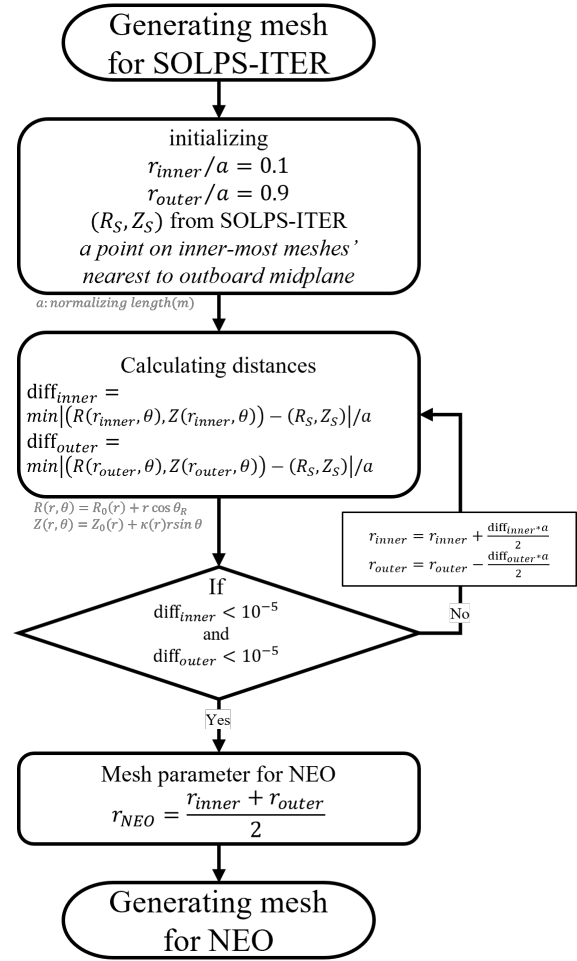 Generating mesh
for SOLPS-ITER
initializing
r_inner/a = 0.1
r_outer/a = 0.9
(R_S, Z_S) from SOLPS-ITER
a point on inner-most meshes'
nearest to outboard midplane
a: normalizing length(m)
Calculating distances
diff_inner =
min|(R(r_inner, θ), Z(r_inner, θ)) − (R_S, Z_S)|/a
diff_outer =
min|(R(r_outer, θ), Z(r_outer, θ)) − (R_S, Z_S)|/a
R(r, θ) = R_0(r) + r cos θ_R
Z(r, θ) = Z_0(r) + κ(r)rsin θ
r_inner = r_inner + diff_inner*a/2
r_outer = r_outer − diff_outer*a/2
If
diff_inner < 10^−5
and
diff_outer < 10^−5
No
Yes
Mesh parameter for NEO
r_NEO = (r_inner + r_outer)/2
Generating mesh
for NEO